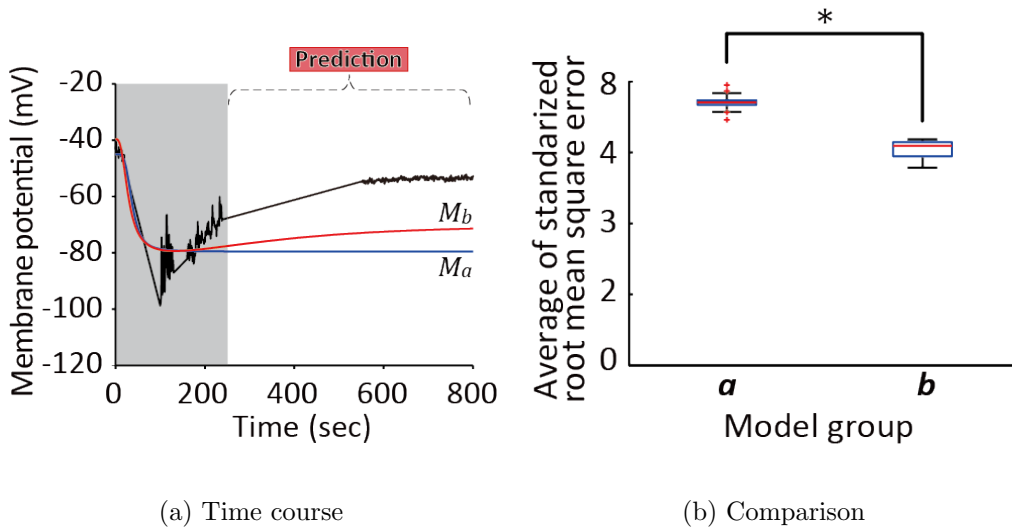 Prediction
-20
-40
-60
-80
-100
-120
Membrane potential (mV)
M_b
M_a
0
200
400
600
800
Time (sec)
(a) Time course
*
8
4
3
2
0
Average of standarized
root mean square error
a
b
Model group
(b) Comparison